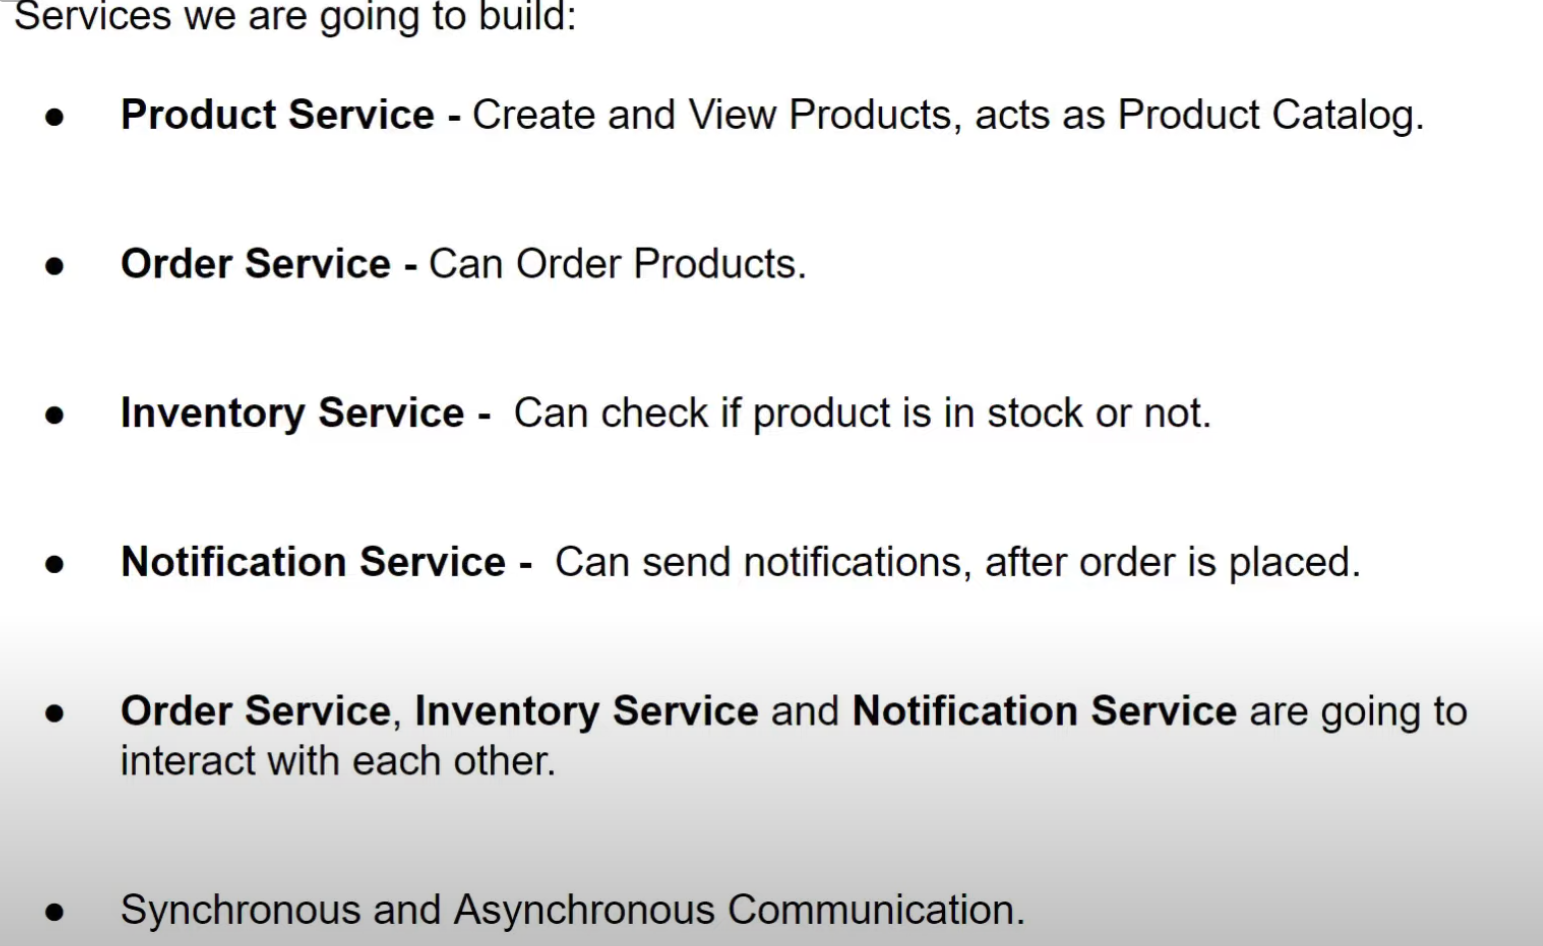 Services we are going to build:
● Product Service - Create and View Products, acts as Product Catalog.
● Order Service - Can Order Products.
● Inventory Service - Can check if product is in stock or not.
● Notification Service - Can send notifications, after order is placed.
● Order Service, Inventory Service and Notification Service are going to
interact with each other.
● Synchronous and Asynchronous Communication.